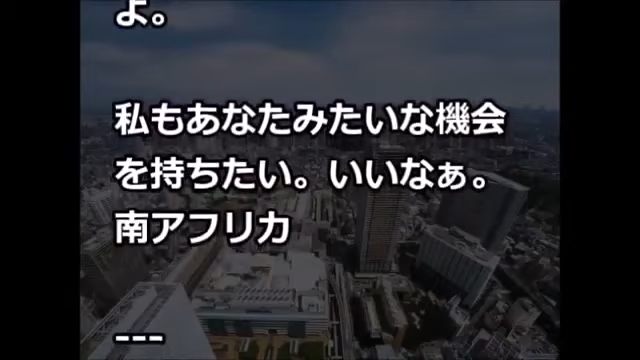 よ。
私もあなたみたいな機会
を持ちたい。いいなぁ。
南アフリカ
---